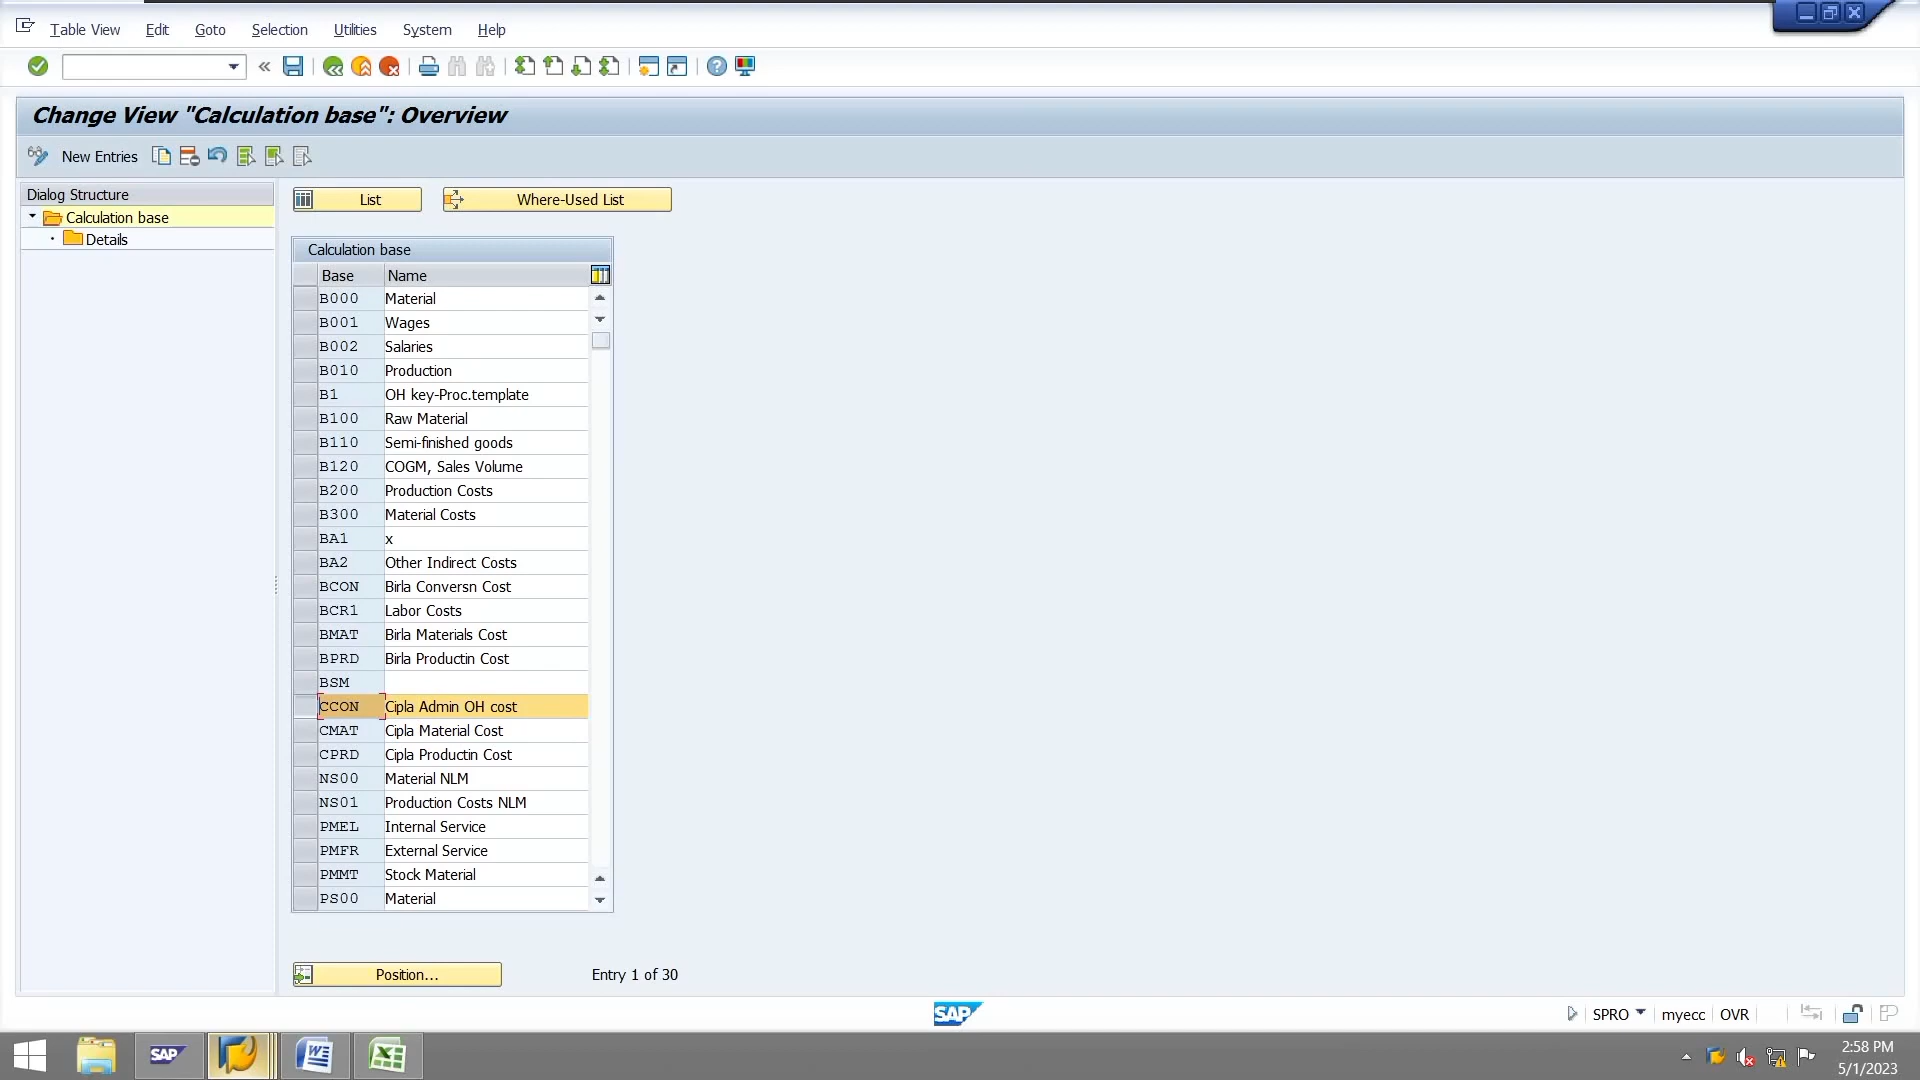 Table View Edit Goto Selection Utilities System Help
Change View "Calculation base": Overview
New Entries
Dialog Structure
Calculation base
Details
List Where-Used List
Calculation base
Base Name
B000 Material
B001 Wages
B002 Salaries
B010 Production
B1 OH key-Proc.template
B100 Raw Material
B110 Semi-finished goods
B120 COGM, Sales Volume
B200 Production Costs
B300 Material Costs
BA1 x
BA2 Other Indirect Costs
BCON Birla Conversn Cost
BCR1 Labor Costs
BMAT Birla Materials Cost
BPRD Birla Productin Cost
BSM
CCON Cipla Admin OH cost
CMAT Cipla Material Cost
CPRD Cipla Productin Cost
NS00 Material NLM
NS01 Production Costs NLM
PMEL Internal Service
PMFR External Service
PMMT Stock Material
PS00 Material
Position... Entry 1 of 30
SAP
SPRO myecc OVR
SAP
2:58 PM
5/1/2023